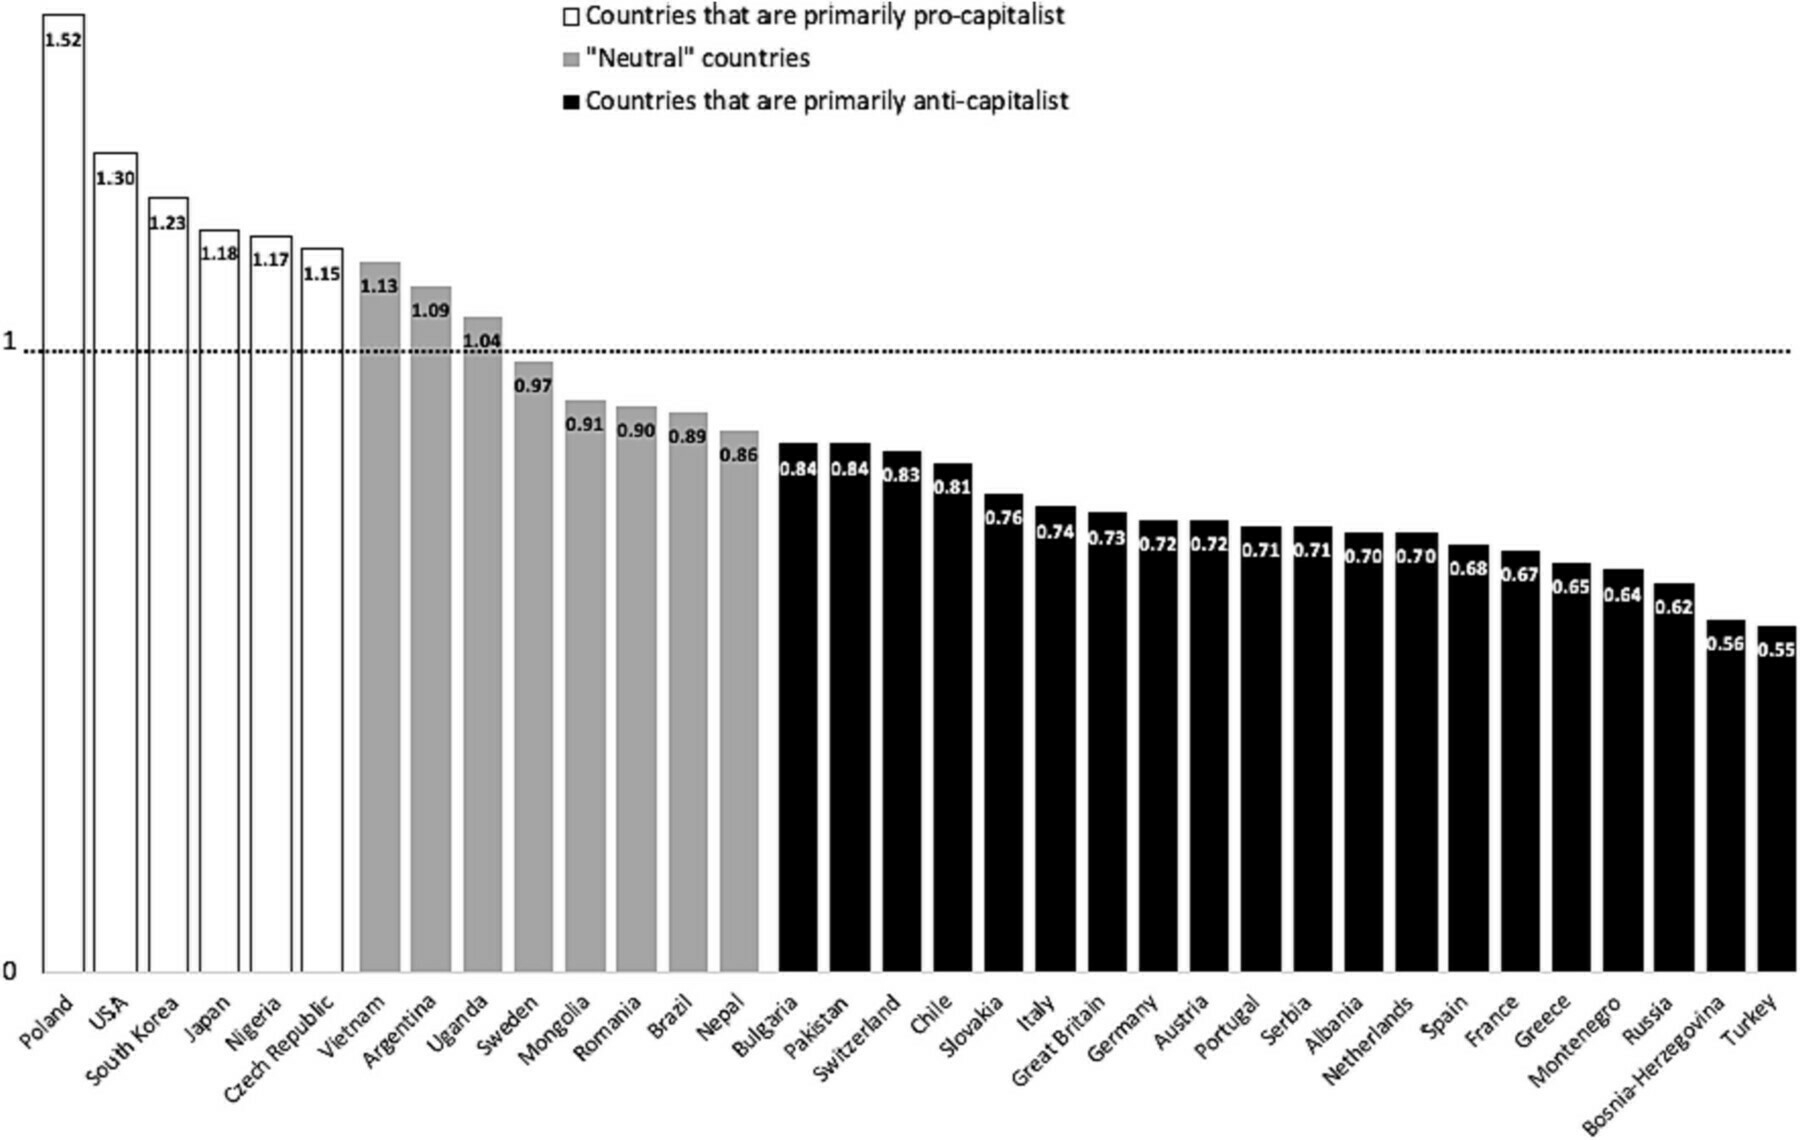 Countries that are primarily pro-capitalist
"Neutral" countries
Countries that are primarily anti-capitalist
1.52
1.30
1.23
1.18
1.17
1.15
1.13
1.09
1.04
0.97
0.91
0.90
0.89
0.86
0.84
0.84
0.83
0.81
0.76
0.74
0.73
0.72
0.72
0.71
0.71
0.70
0.70
0.68
0.67
0.65
0.64
0.62
0.56
0.55
1
0
Poland
USA
South Korea
Japan
Nigeria
Czech Republic
Vietnam
Argentina
Uganda
Sweden
Mongolia
Romania
Brazil
Nepal
Bulgaria
Pakistan
Switzerland
Chile
Slovakia
Italy
Great Britain
Germany
Austria
Portugal
Serbia
Albania
Netherlands
Spain
France
Greece
Montenegro
Russia
Bosnia-Herzegovina
Turkey